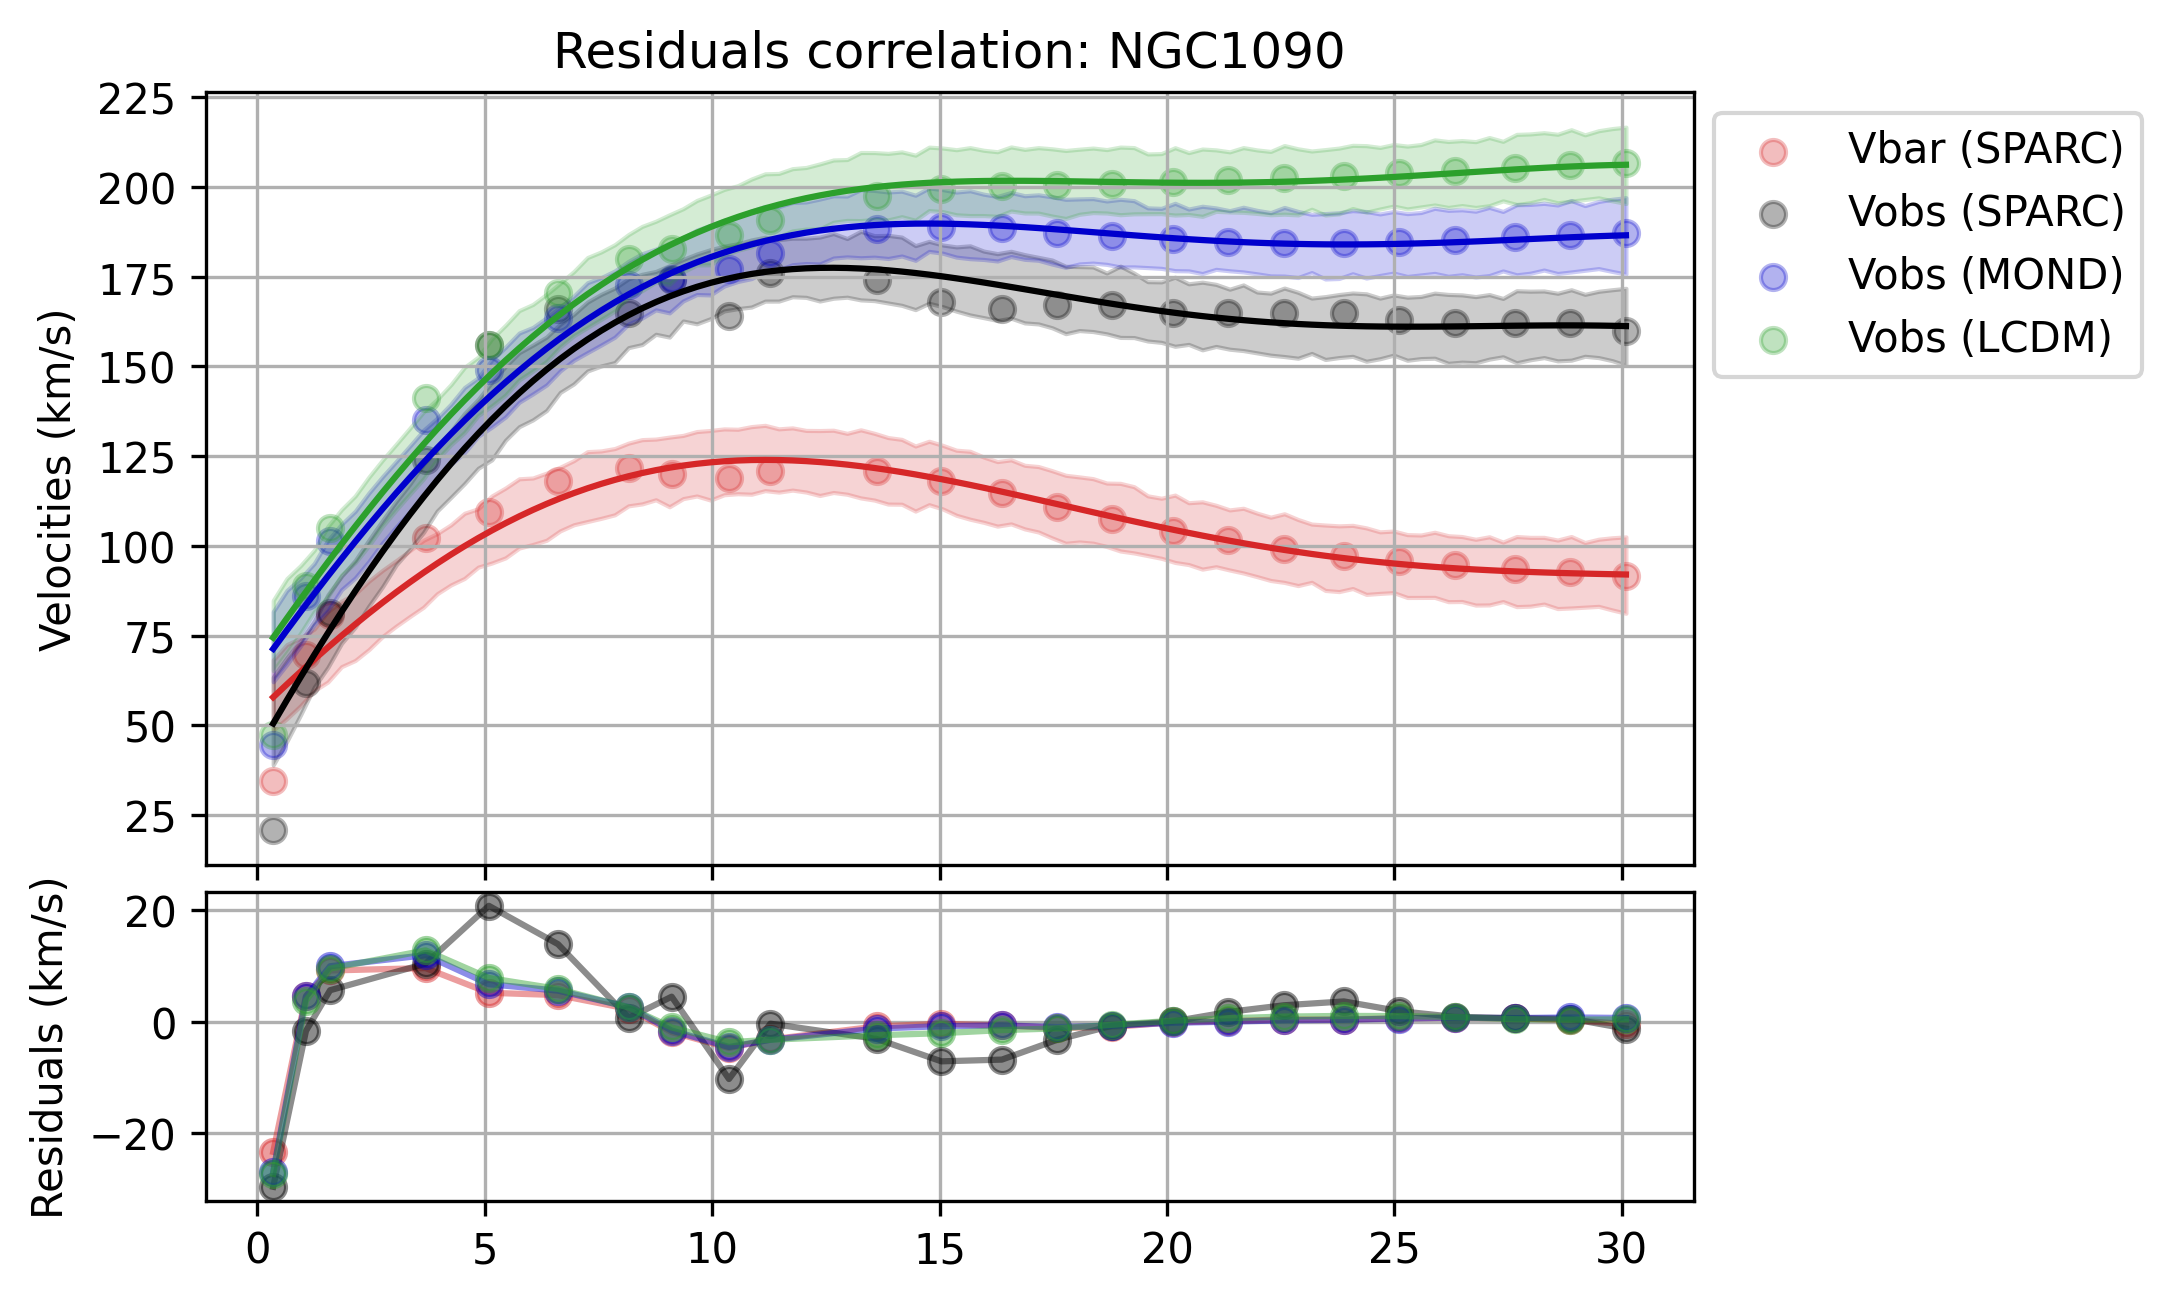 Residuals correlation: NGC1090
Velocities (km/s)
225
200
175
150
125
100
75
50
25
Vbar (SPARC)
Vobs (SPARC)
Vobs (MOND)
Vobs (LCDM)
Residuals (km/s)
20
0
−20
0 5 10 15 20 25 30